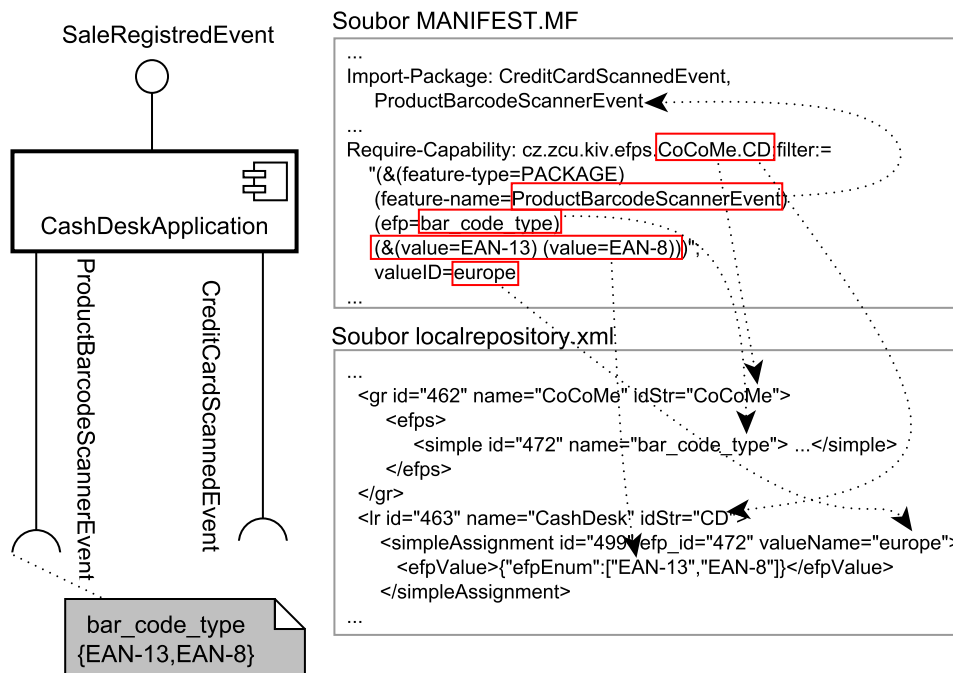 SaleRegistredEvent
CashDeskApplication
ProductBarcodeScannerEvent
CreditCardScannedEvent
bar_code_type
{EAN-13,EAN-8}
Soubor MANIFEST.MF
...
Import-Package: CreditCardScannedEvent,
ProductBarcodeScannerEvent
...
Require-Capability: cz.zcu.kiv.efps.CoCoMe.CD;filter:=
"(&(feature-type=PACKAGE)
(feature-name=ProductBarcodeScannerEvent)
(efp=bar_code_type)
(&(value=EAN-13) (value=EAN-8)))";
valueID=europe
...
Soubor localrepository.xml
...
<gr id="462" name="CoCoMe" idStr="CoCoMe">
<efps>
<simple id="472" name="bar_code_type"> ...</simple>
</efps>
</gr>
<lr id="463" name="CashDesk" idStr="CD">
<simpleAssignment id="499" efp_id="472" valueName="europe">
<efpValue>{"efpEnum":["EAN-13","EAN-8"]}</efpValue>
</simpleAssignment>
...